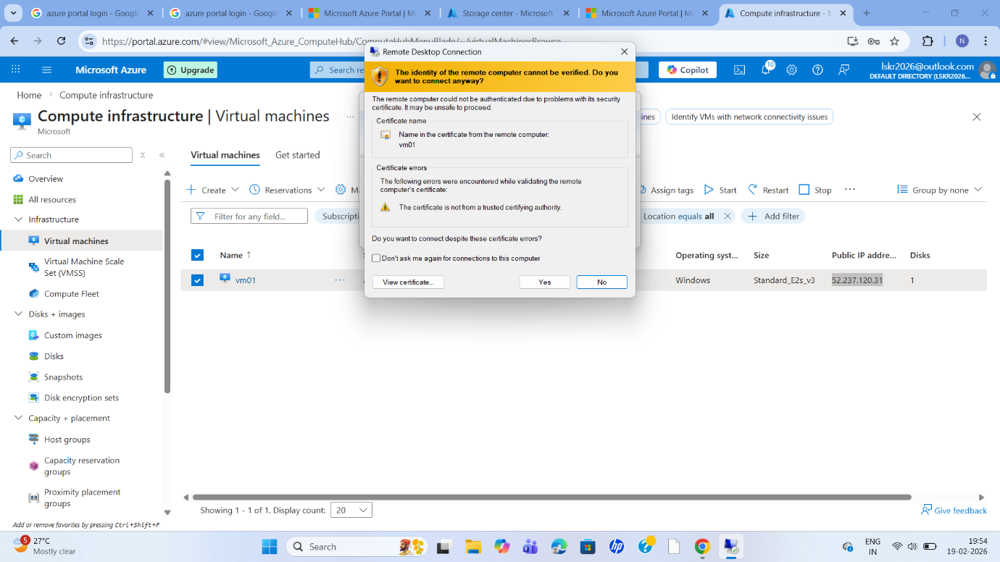 azure portal login - Google
azure portal login - Google
Microsoft Azure Portal | Mi
Storage center - Microsoft
Microsoft Azure Portal | Mi
Compute infrastructure - M
https://portal.azure.com/#view/Microsoft_Azure_ComputeHub/ComputeHubMenuBlade/~/virtualMachinesBrowse
N
Microsoft Azure
Upgrade
Search re
Copilot
10
lskr2026@outlook.com
DEFAULT DIRECTORY (LSKR2026...
Home
Compute infrastructure
Compute infrastructure | Virtual machines
...
Microsoft
ines
Identify VMs with network connectivity issues
Search
Overview
All resources
Infrastructure
Virtual machines
Virtual Machine Scale
Set (VMSS)
Compute Fleet
Disks + images
Custom images
Disks
Snapshots
Disk encryption sets
Capacity + placement
Host groups
Capacity reservation
groups
Proximity placement
groups
Add or remove favorites by pressing Ctrl+Shift+F
Virtual machines
Get started
Create
Reservations
Ma
Assign tags
Start
Restart
Stop
...
Group by none
Filter for any field...
Subscripti
Location equals all
Add filter
Name ↑
Operating syst...
Size
Public IP addre...
Disks
vm01
...
Windows
Standard_E2s_v3
52.237.120.31
1
Remote Desktop Connection
The identity of the remote computer cannot be verified. Do you
want to connect anyway?
The remote computer could not be authenticated due to problems with its security
certificate. It may be unsafe to proceed.
Certificate name
Name in the certificate from the remote computer:
vm01
Certificate errors
The following errors were encountered while validating the remote
computer's certificate:
The certificate is not from a trusted certifying authority.
Do you want to connect despite these certificate errors?
Don't ask me again for connections to this computer
View certificate...
Yes
No
Showing 1 - 1 of 1. Display count:
20
Give feedback
5
27°C
Mostly clear
Search
ENG
IN
19:54
19-02-2026